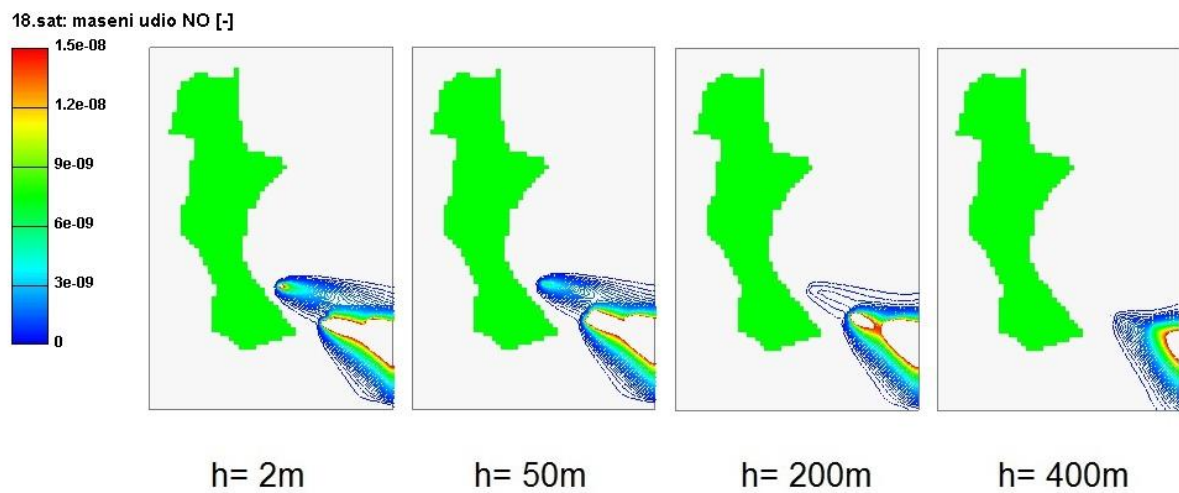 18.sat: maseni udio NO [-]
1.5e-08
1.2e-08
9e-09
6e-09
3e-09
0
h= 2m
h= 50m
h= 200m
h= 400m